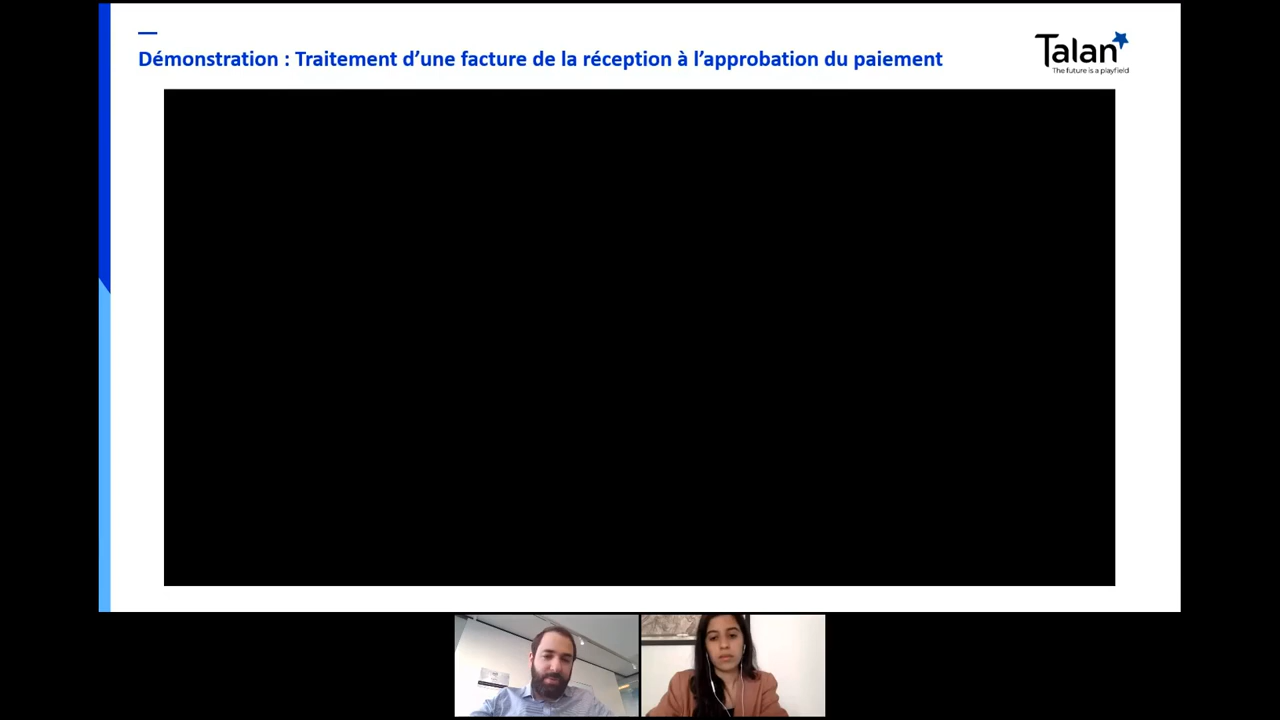 Démonstration : Traitement d’une facture de la réception à l’approbation du paiement
Talan
The future is a playfield